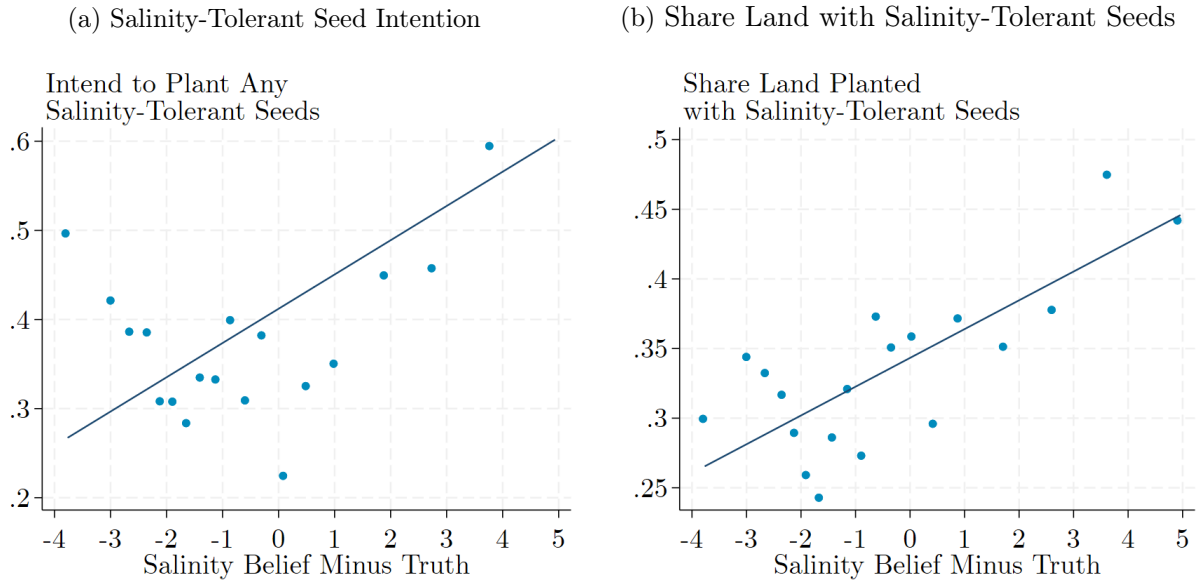 (a) Salinity-Tolerant Seed Intention
Intend to Plant Any
Salinity-Tolerant Seeds
.6
.5
.4
.3
.2
-4 -3 -2 -1 0 1 2 3 4 5
Salinity Belief Minus Truth
(b) Share Land with Salinity-Tolerant Seeds
Share Land Planted
with Salinity-Tolerant Seeds
.5
.45
.4
.35
.3
.25
-4 -3 -2 -1 0 1 2 3 4 5
Salinity Belief Minus Truth